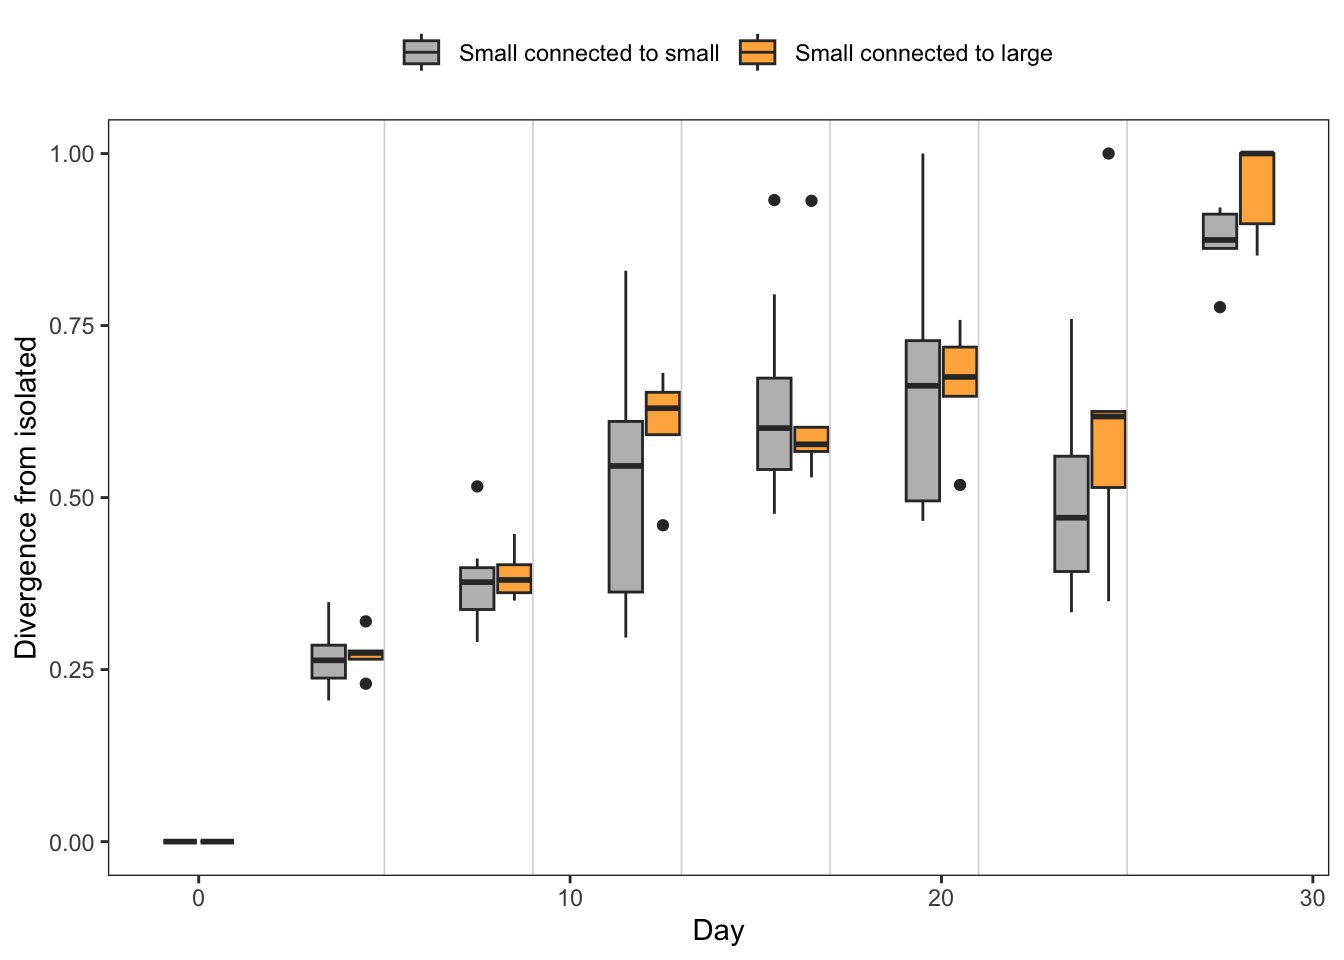 Small connected to small Small connected to large
Divergence from isolated
1.00
0.75
0.50
0.25
0.00
0 10 20 30
Day